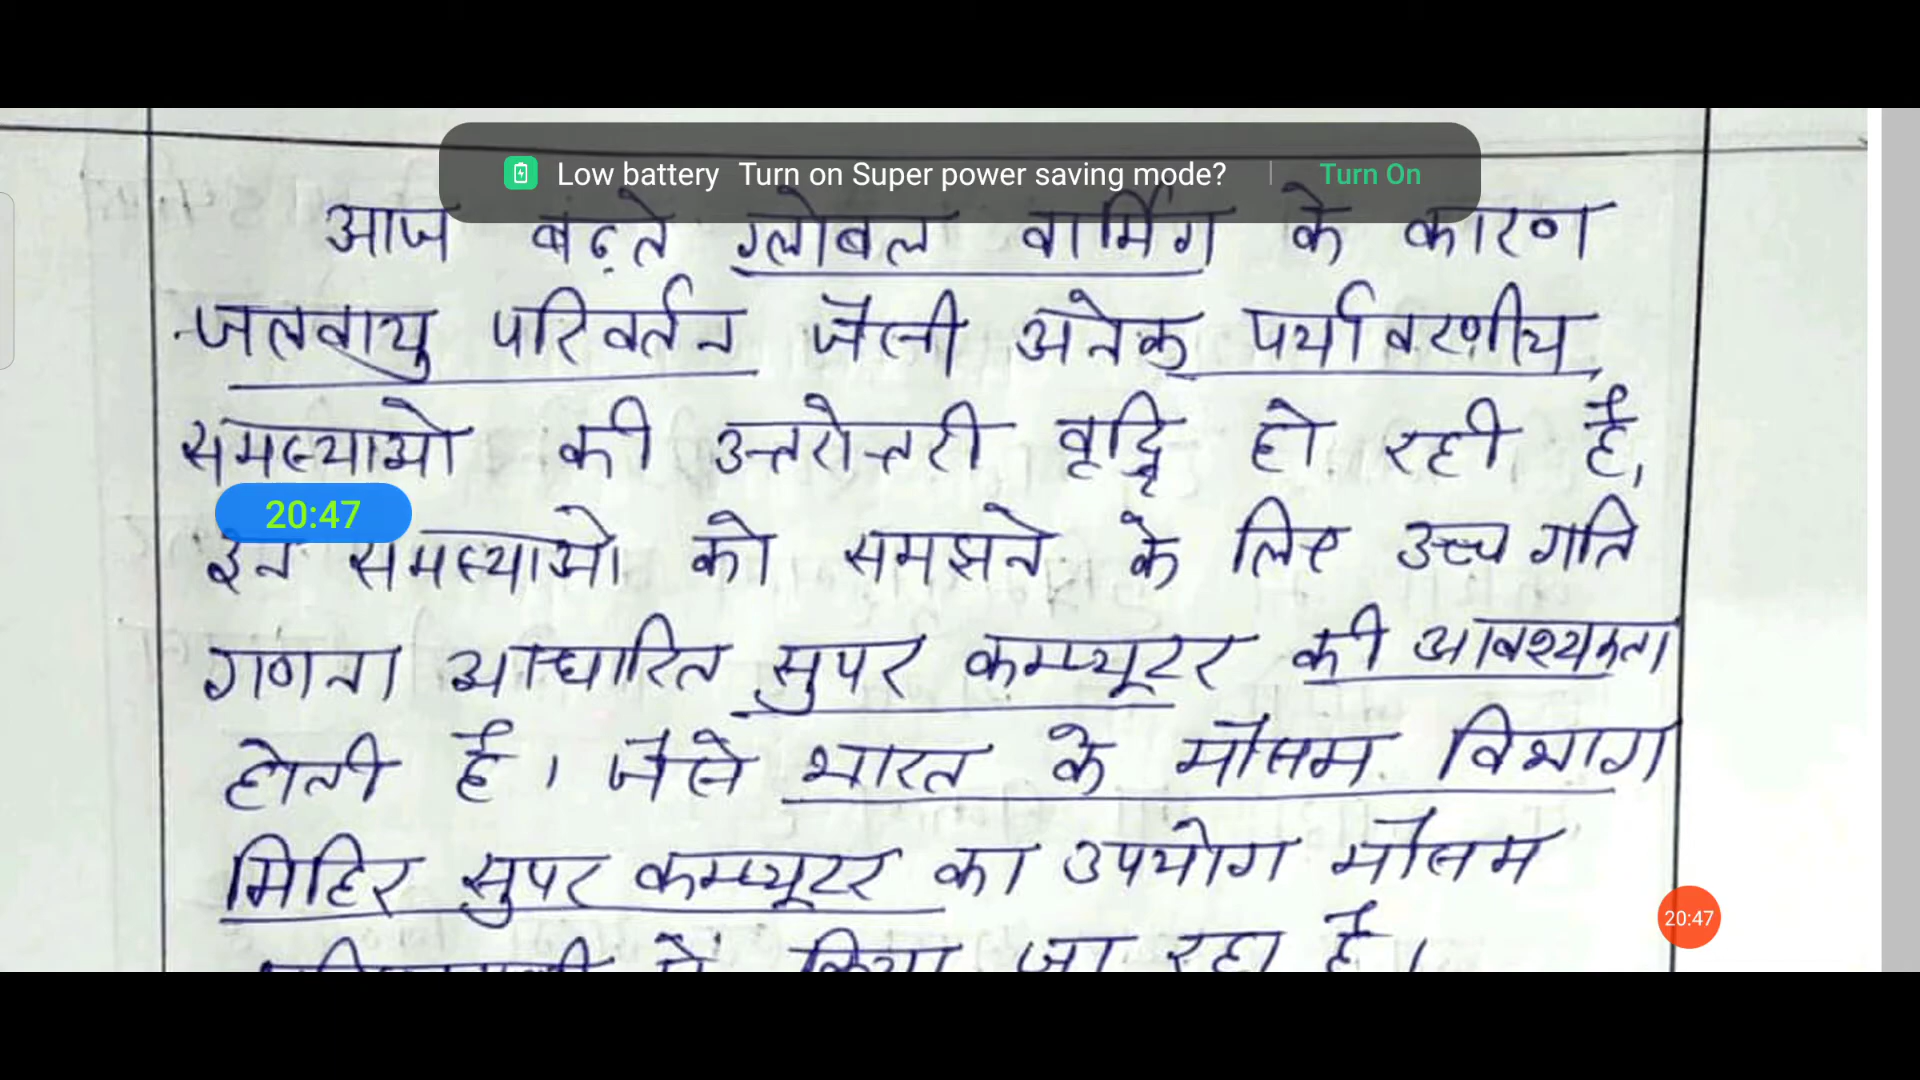 Low battery Turn on Super power saving mode? Turn On
आज बढ़ते ग्लोबल वार्मिंग के कारण
जलवायु परिवर्तन जैसी अनेक पर्यावरणीय
समस्याओ की उत्तरोत्तरी वृद्धि हो रही है,
20:47
इन समस्याओ को समझने के लिए उच्च गति
गणना आधारित सुपर कम्प्यूटर की आवश्यकता
होती है। जैसे भारत के मौसम विभाग
मिहिर सुपर कम्प्यूटर का उपयोग मौसम
20:47
में किया जा रहा है।